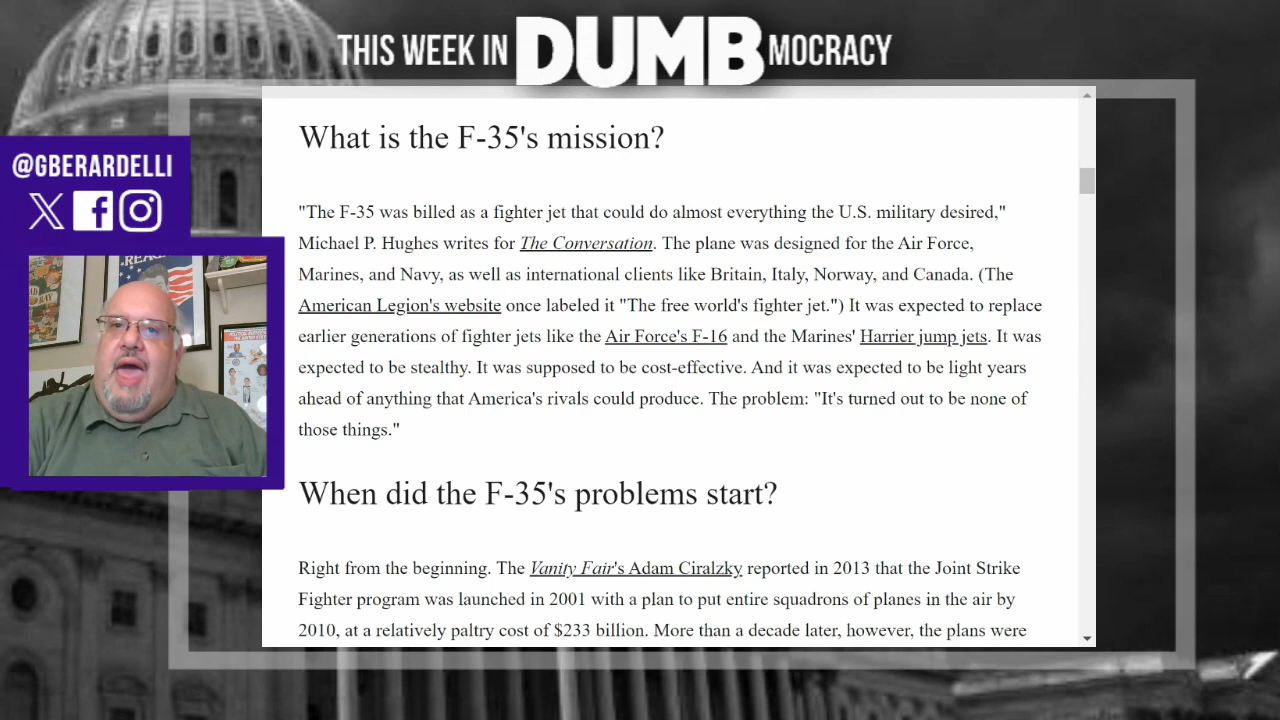 THIS WEEK IN DUMBMOCRACY
@GBERARDELLI
What is the F-35's mission?
"The F-35 was billed as a fighter jet that could do almost everything the U.S. military desired,"
Michael P. Hughes writes for The Conversation. The plane was designed for the Air Force,
Marines, and Navy, as well as international clients like Britain, Italy, Norway, and Canada. (The
American Legion's website once labeled it "The free world's fighter jet.") It was expected to replace
earlier generations of fighter jets like the Air Force's F-16 and the Marines' Harrier jump jets. It was
expected to be stealthy. It was supposed to be cost-effective. And it was expected to be light years
ahead of anything that America's rivals could produce. The problem: "It's turned out to be none of
those things."
When did the F-35's problems start?
Right from the beginning. The Vanity Fair's Adam Ciralzky reported in 2013 that the Joint Strike
Fighter program was launched in 2001 with a plan to put entire squadrons of planes in the air by
2010, at a relatively paltry cost of $233 billion. More than a decade later, however, the plans were